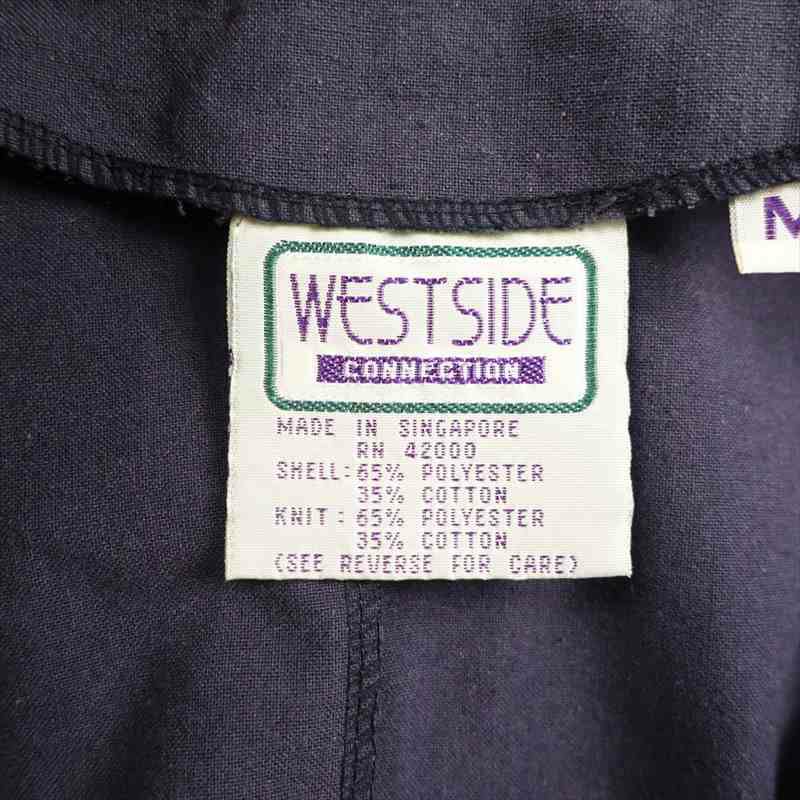 WESTSIDE
CONNECTION
MADE IN SINGAPORE
RN 42000
SHELL: 65% POLYESTER
35% COTTON
KNIT: 65% POLYESTER
35% COTTON
(SEE REVERSE FOR CARE)
M